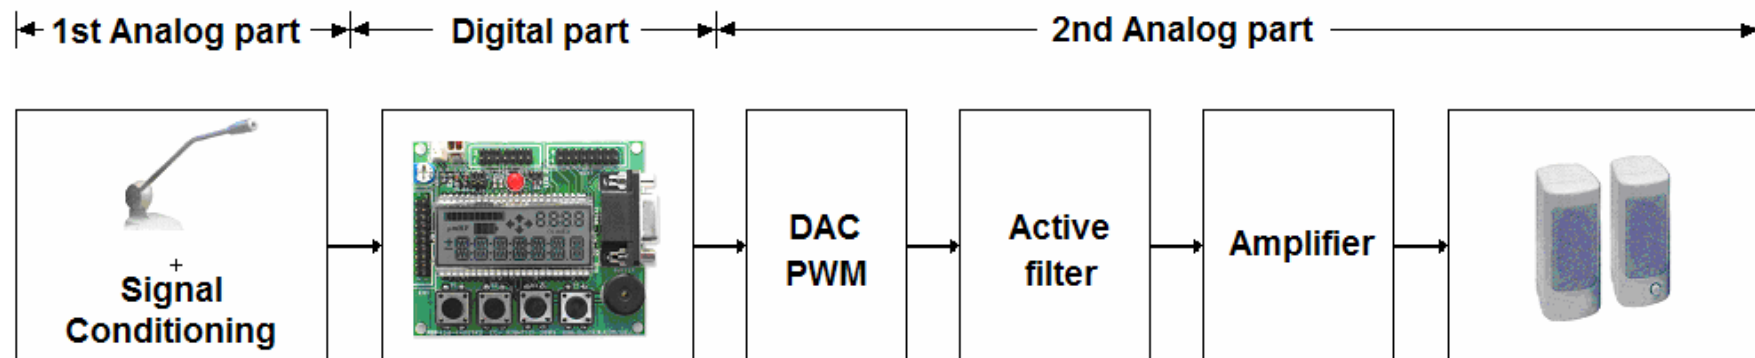 1st Analog part
Digital part
2nd Analog part
+
Signal
Conditioning
DAC
PWM
Active
filter
Amplifier